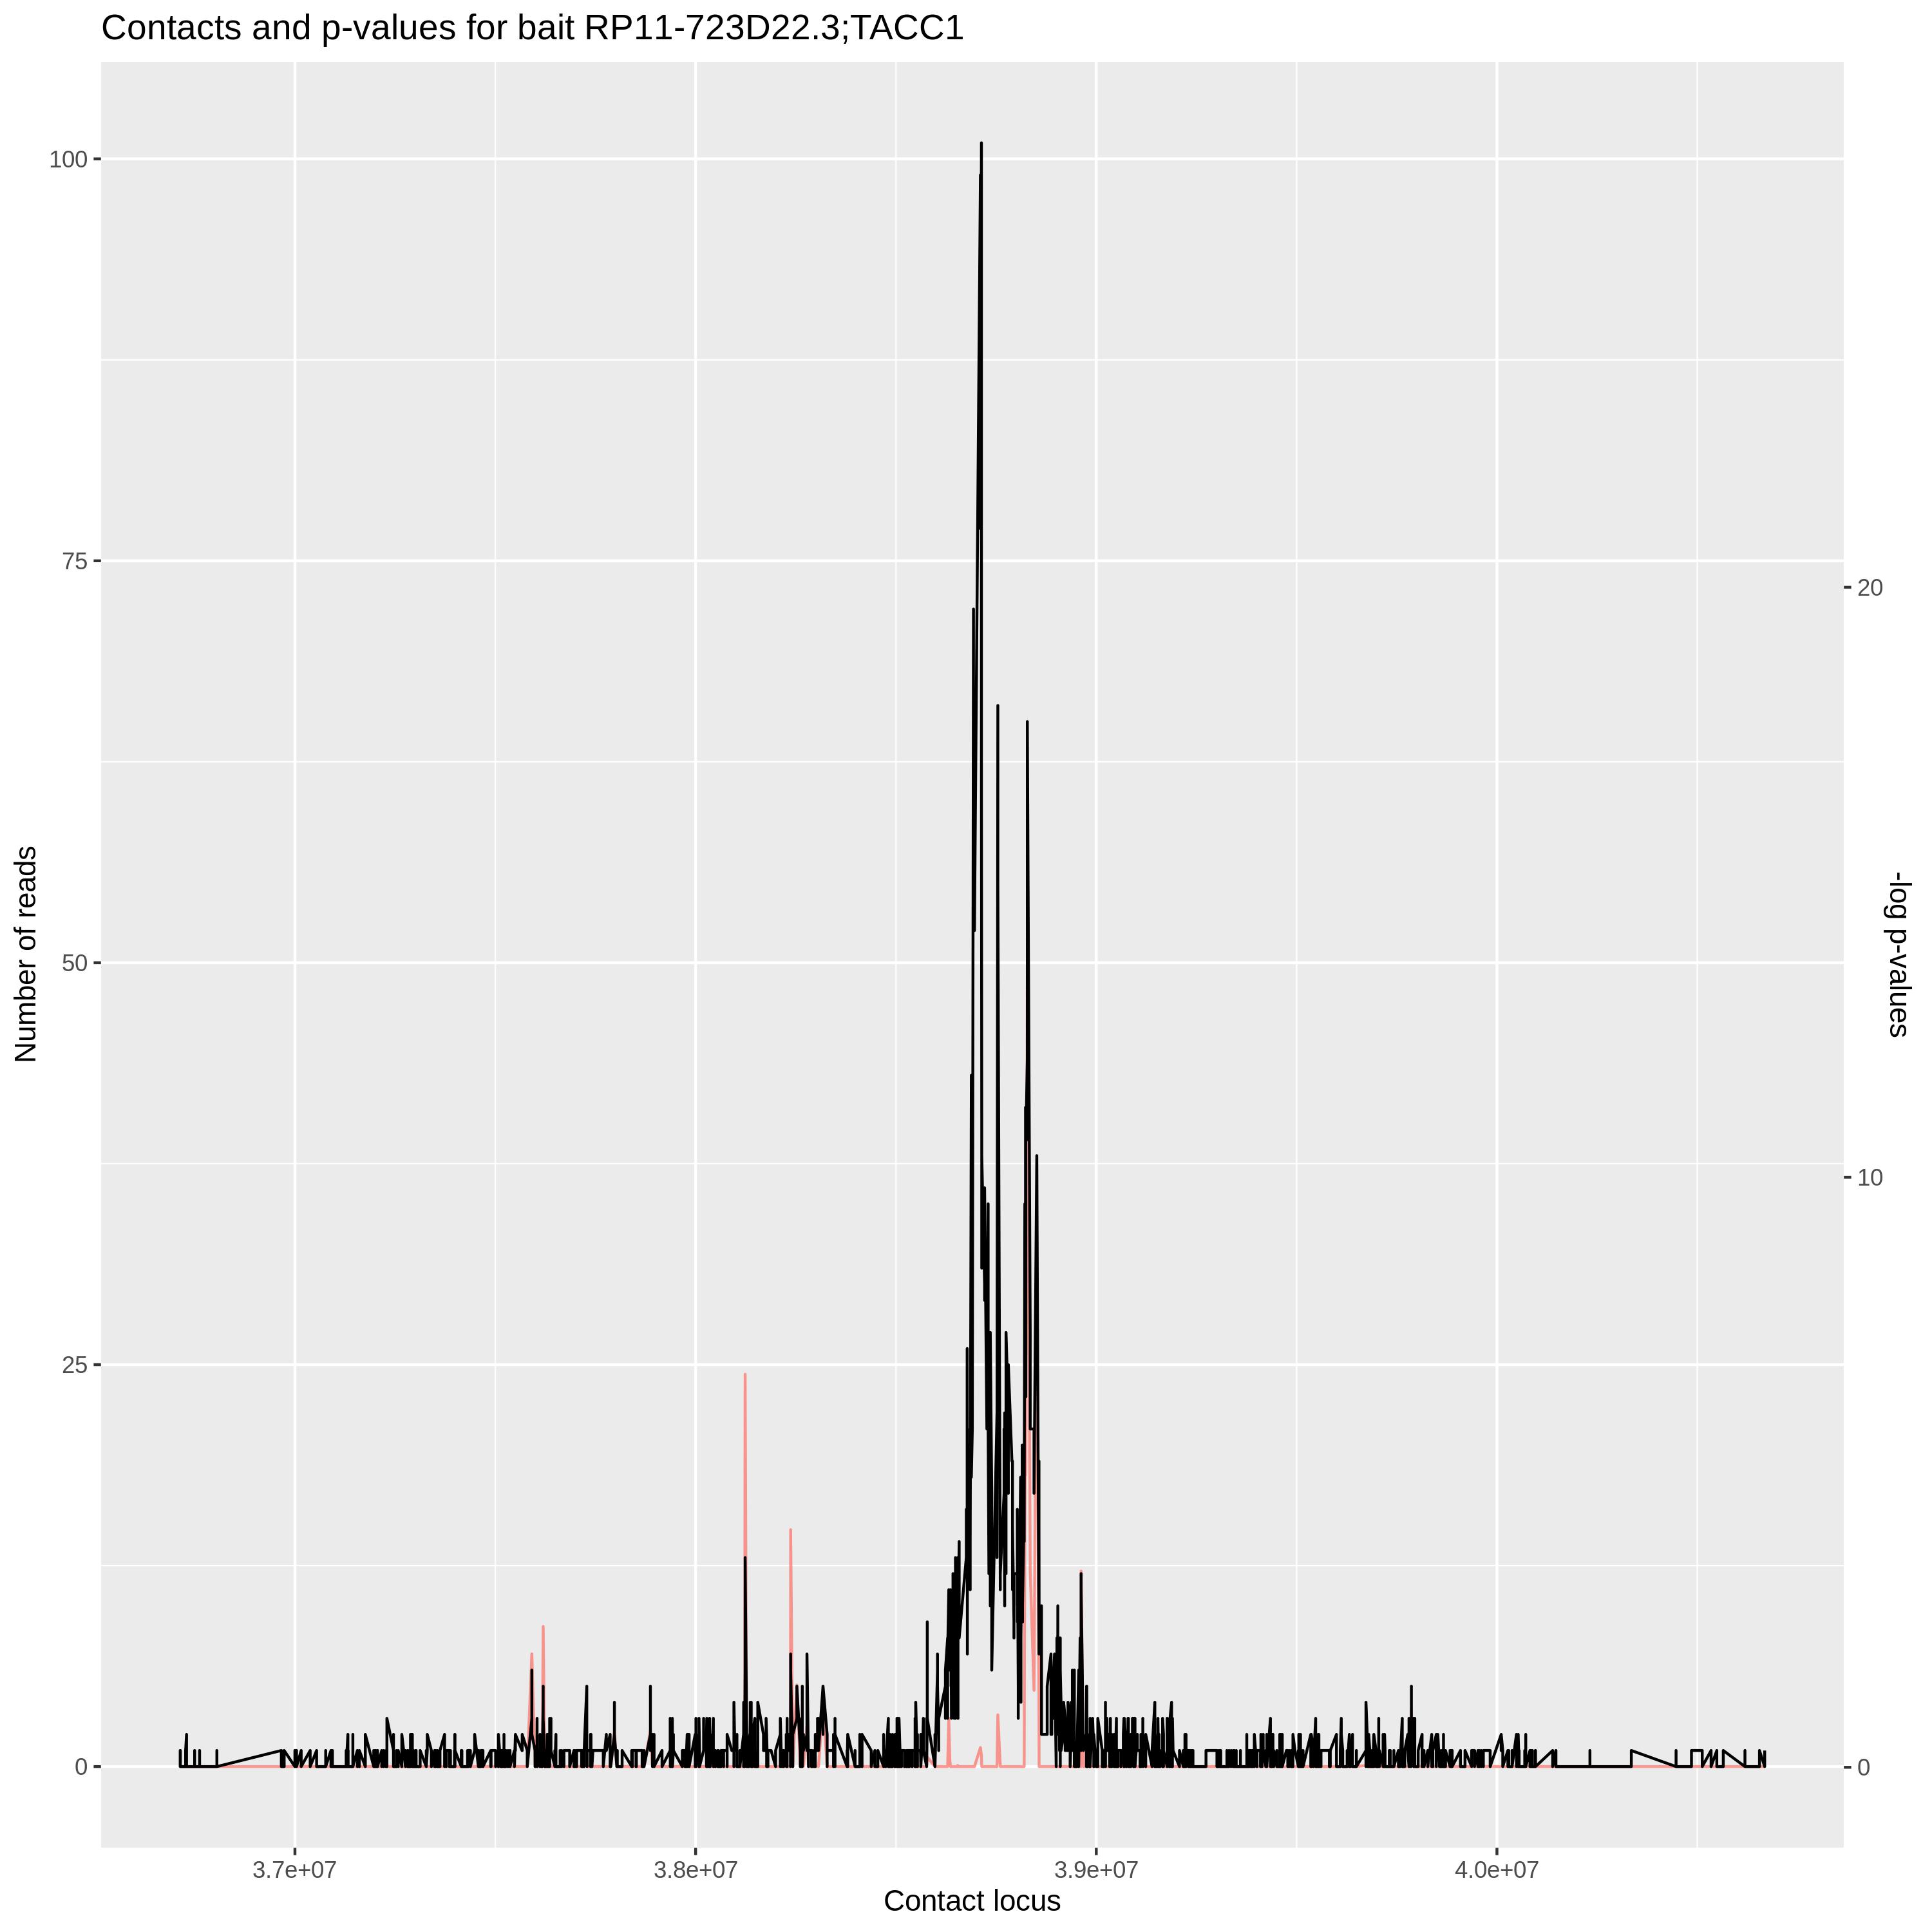 Contacts and p-values for bait RP11-723D22.3;TACC1
100
75
50
25
0
Number of reads
20
10
0
-log p-values
3.7e+07 3.8e+07 3.9e+07 4.0e+07
Contact locus